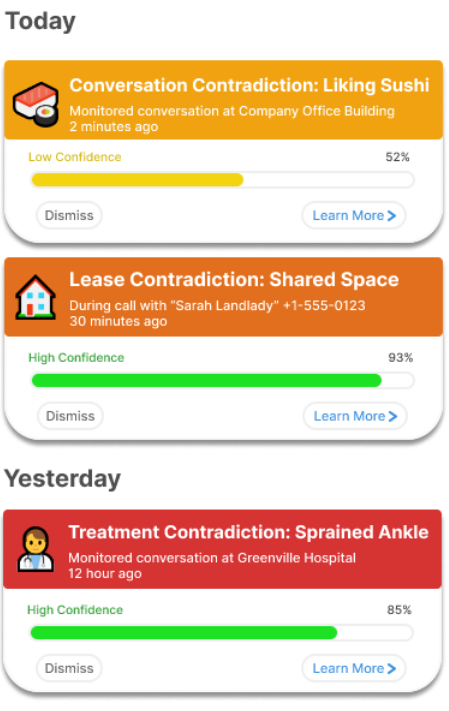 Today
Conversation Contradiction: Liking Sushi
Monitored conversation at Company Office Building
2 minutes ago
Low Confidence 52%
Dismiss Learn More >
Lease Contradiction: Shared Space
During call with “Sarah Landlady” +1-555-0123
30 minutes ago
High Confidence 93%
Dismiss Learn More >
Yesterday
Treatment Contradiction: Sprained Ankle
Monitored conversation at Greenville Hospital
12 hour ago
High Confidence 85%
Dismiss Learn More >